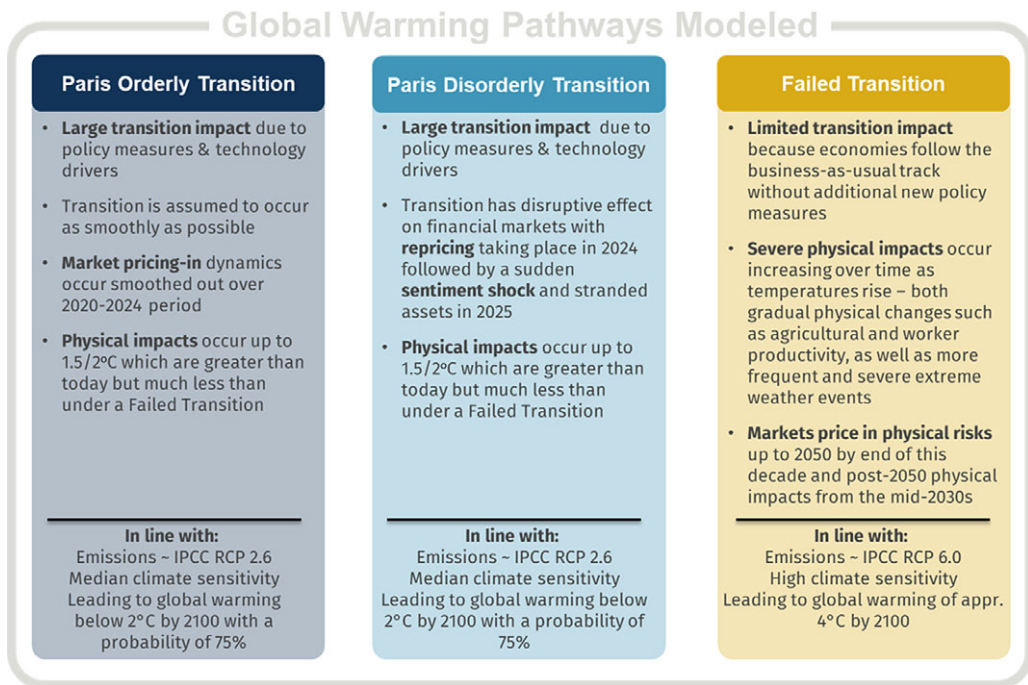 Global Warming Pathways Modeled
Paris Orderly Transition
• Large transition impact due to
policy measures & technology
drivers
• Transition is assumed to occur
as smoothly as possible
• Market pricing-in dynamics
occur smoothed out over
2020-2024 period
• Physical impacts occur up to
1.5/2ºC which are greater than
today but much less than
under a Failed Transition
In line with:
Emissions ~ IPCC RCP 2.6
Median climate sensitivity
Leading to global warming
below 2°C by 2100 with a
probability of 75%
Paris Disorderly Transition
• Large transition impact due to
policy measures & technology
drivers
• Transition has disruptive effect
on financial markets with
repricing taking place in 2024
followed by a sudden
sentiment shock and stranded
assets in 2025
• Physical impacts occur up to
1.5/2ºC which are greater than
today but much less than
under a Failed Transition
In line with:
Emissions ~ IPCC RCP 2.6
Median climate sensitivity
Leading to global warming below
2°C by 2100 with a probability of
75%
Failed Transition
• Limited transition impact
because economies follow the
business-as-usual track
without additional new policy
measures
• Severe physical impacts occur
increasing over time as
temperatures rise – both
gradual physical changes such
as agricultural and worker
productivity, as well as more
frequent and severe extreme
weather events
• Markets price in physical risks
up to 2050 by end of this
decade and post-2050 physical
impacts from the mid-2030s
In line with:
Emissions ~ IPCC RCP 6.0
High climate sensitivity
Leading to global warming of appr.
4°C by 2100